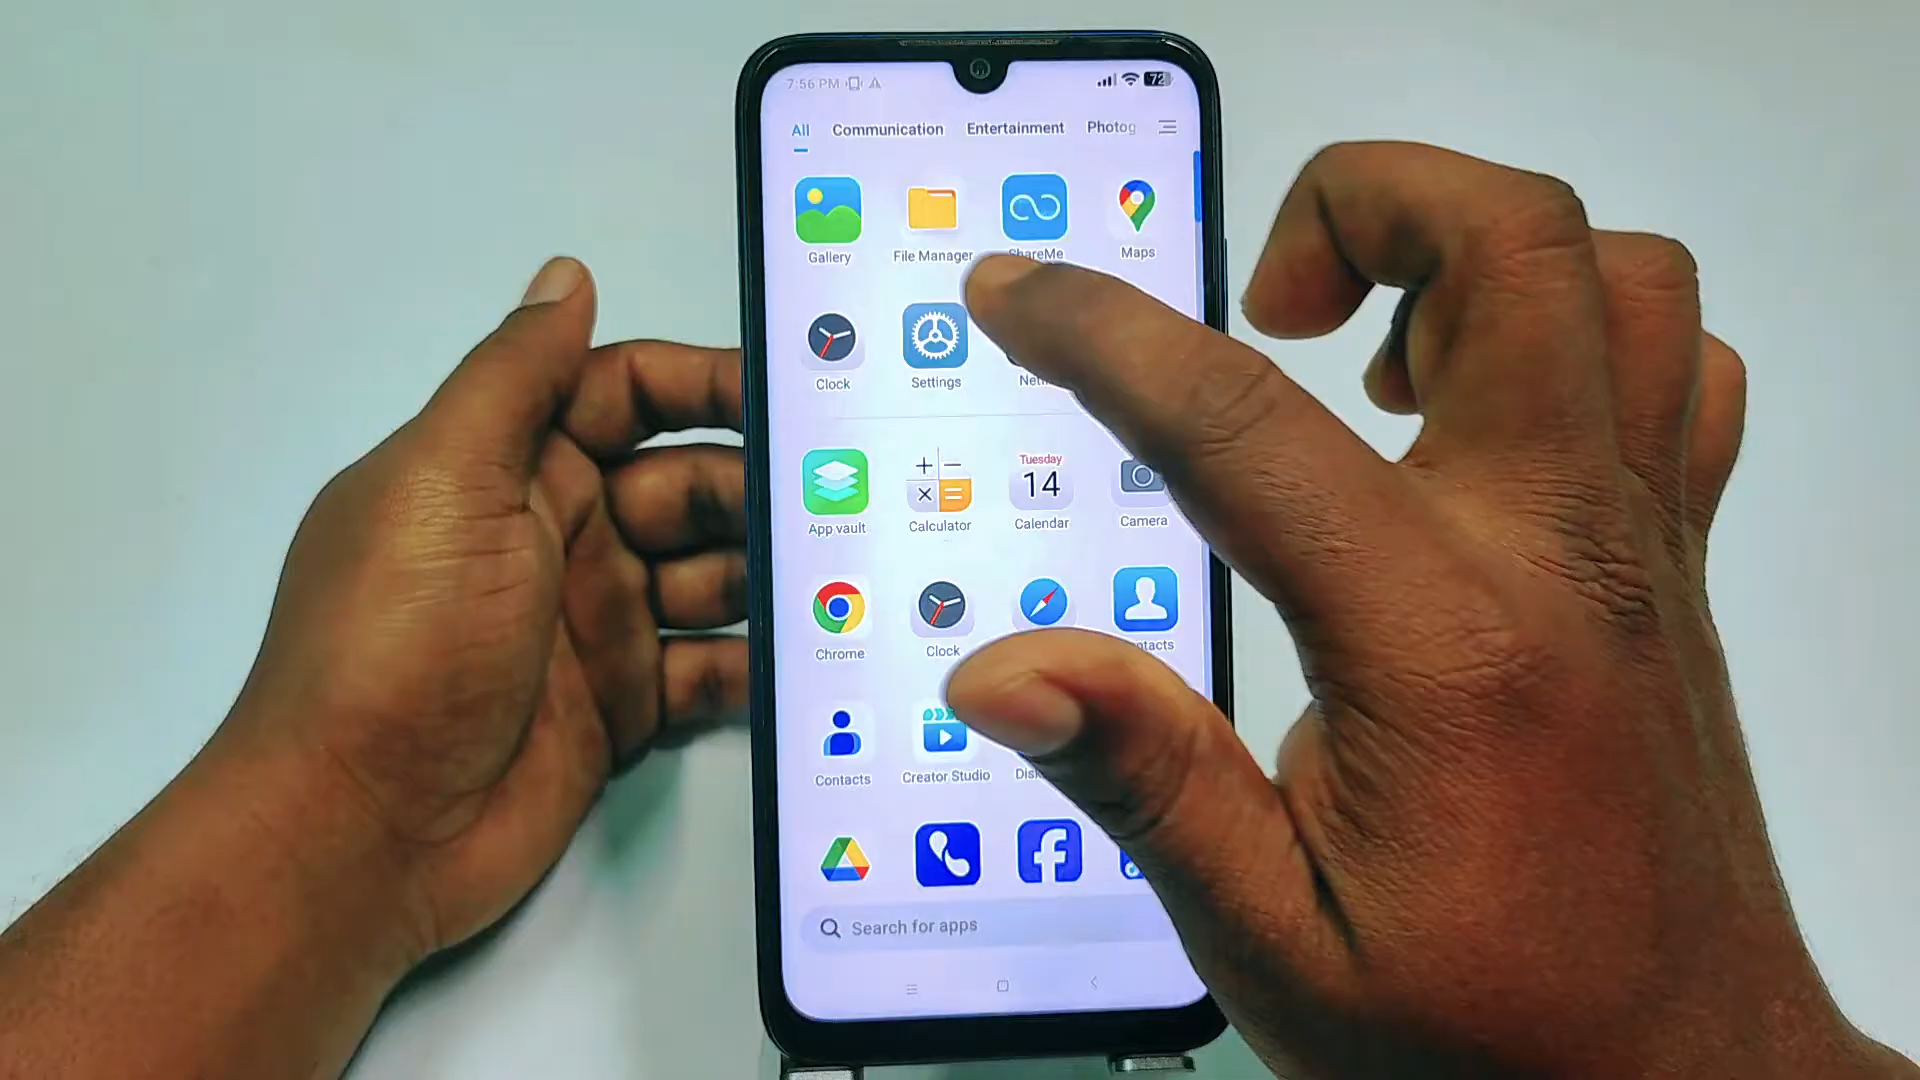 7:56 PM 72
All Communication Entertainment Photog
Gallery File Manager ShareMe Maps
Clock Settings
Tuesday
14
App vault Calculator Calendar Camera
Chrome Clock
Contacts Creator Studio
Search for apps